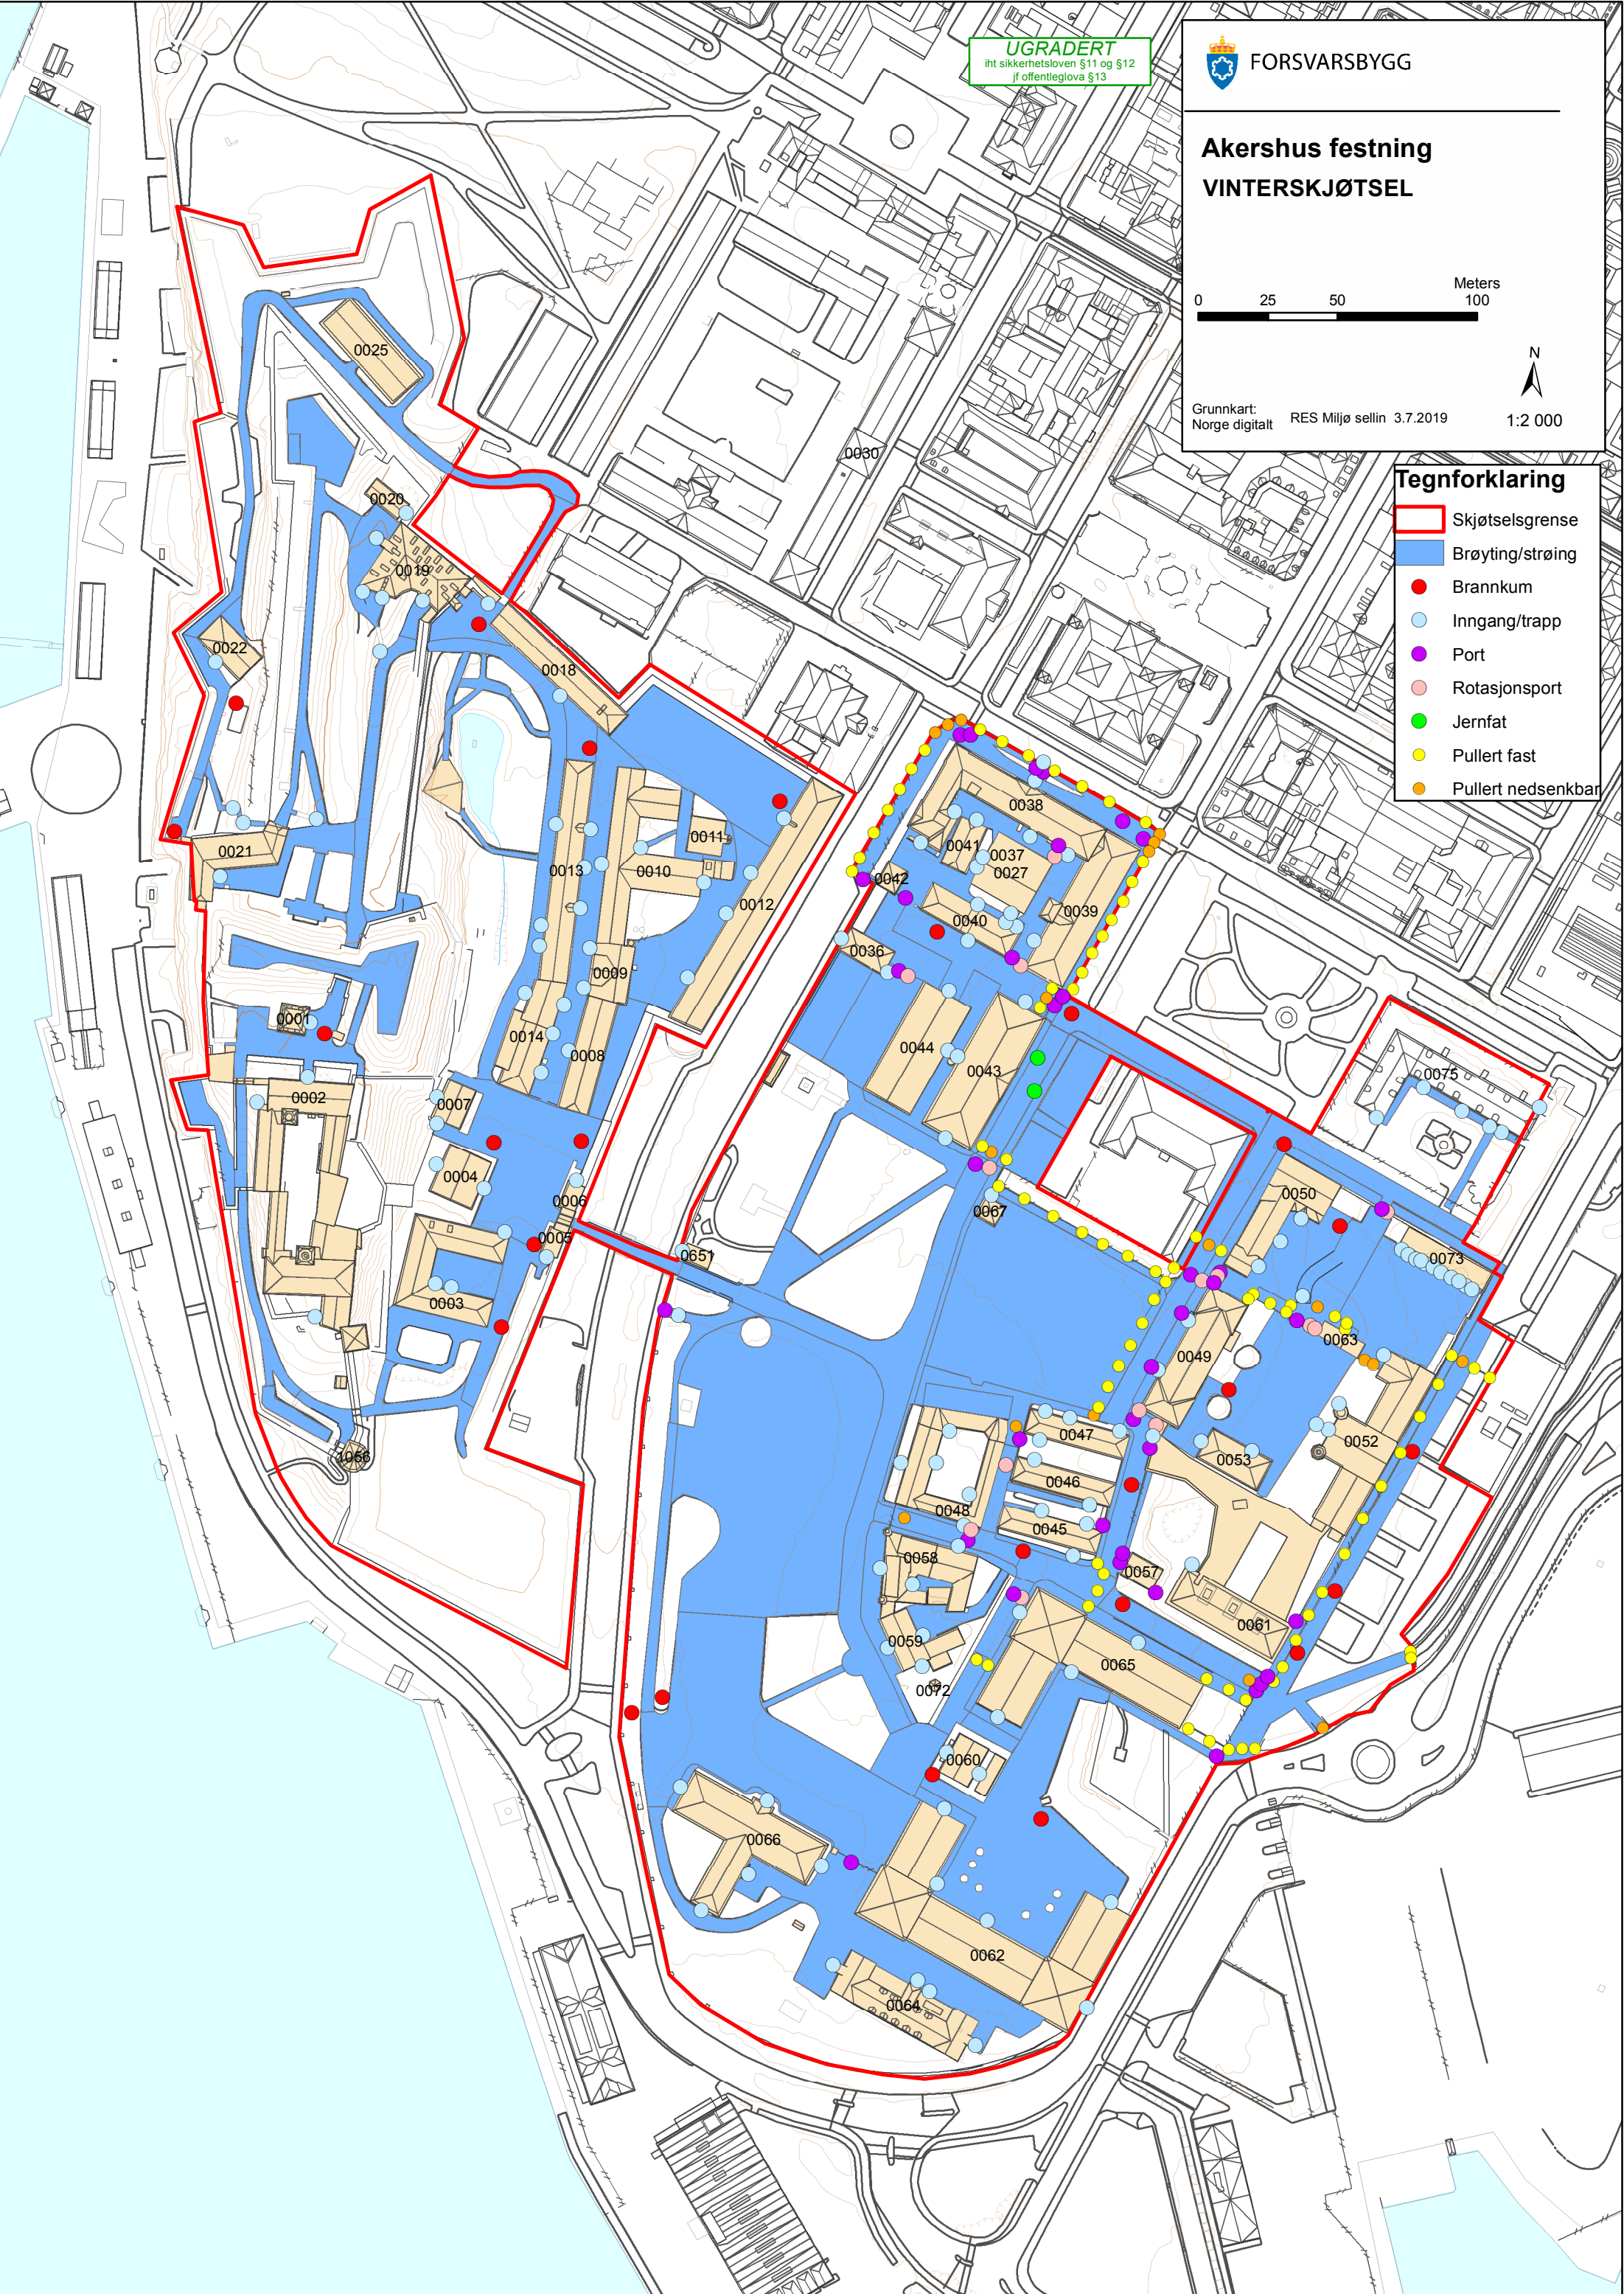 UGRADERT
iht sikkerhetsloven §11 og §12
jf offentleglova §13
FORSVARSBYGG
Akershus festning
VINTERSKJØTSEL
Meters
0 25 50 100
N
Grunnkart:
Norge digitalt
RES Miljø sellin 3.7.2019
1:2 000
Tegnforklaring
Skjøtselsgrense
Brøyting/strøing
Brannkum
Inngang/trapp
Port
Rotasjonsport
Jernfat
Pullert fast
Pullert nedsenkbar
0025
0030
0020
0019
0022
0018
0038
0011
0041
0037
0021
0013
0010
0027
0042
0012
0039
0040
0036
0009
0001
0014
0044
0008
0043
0075
0002
0007
0004
0050
0006
0067
0005
0651
0073
0003
0063
0049
0047
0052
1056
0053
0046
0048
0045
0058
0057
0061
0059
0065
0072
0060
0066
0062
0064